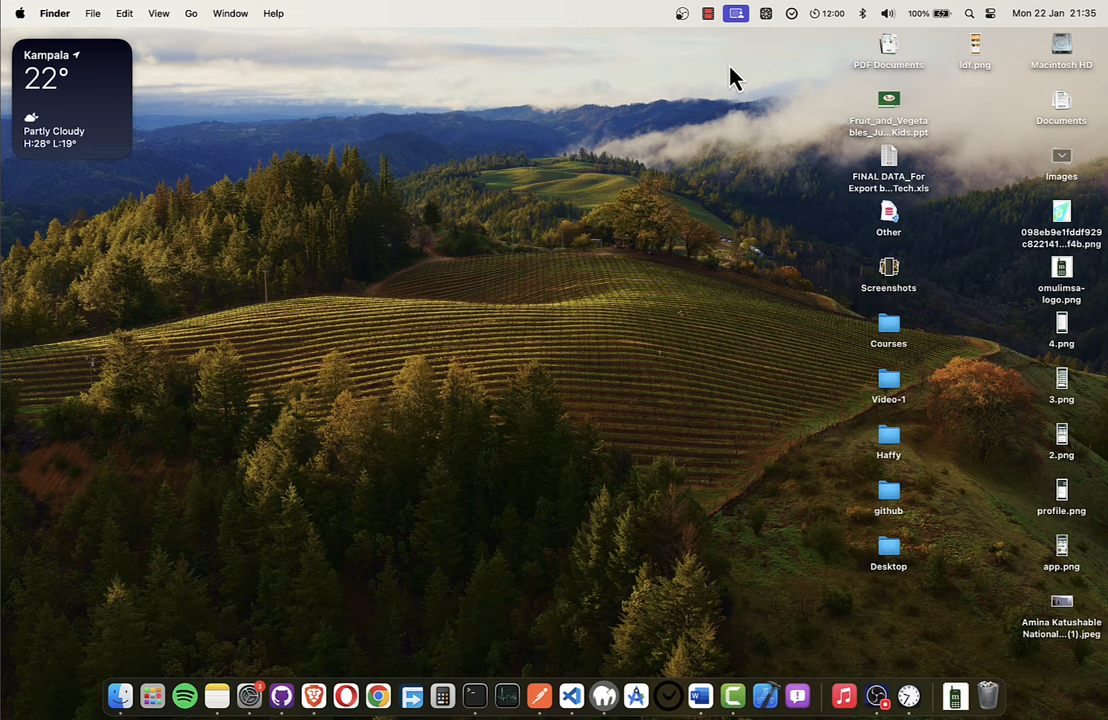 Finder File Edit View Go Window Help 12:00 100% Mon 22 Jan 21:35
Kampala
22°
Partly Cloudy
H:28° L:19°
PDF Documents
Fruit_and_Vegeta
bles_Ju...Kids.ppt
FINAL DATA_For
Export b...Tech.xls
Other
Screenshots
Courses
Video-1
Haffy
github
Desktop
ldf.png
Macintosh HD
Documents
Images
098eb9e1fddf929
c822141...f4b.png
omulimsa-
logo.png
4.png
3.png
2.png
profile.png
app.png
Amina Katushable
National...(1).jpeg
3